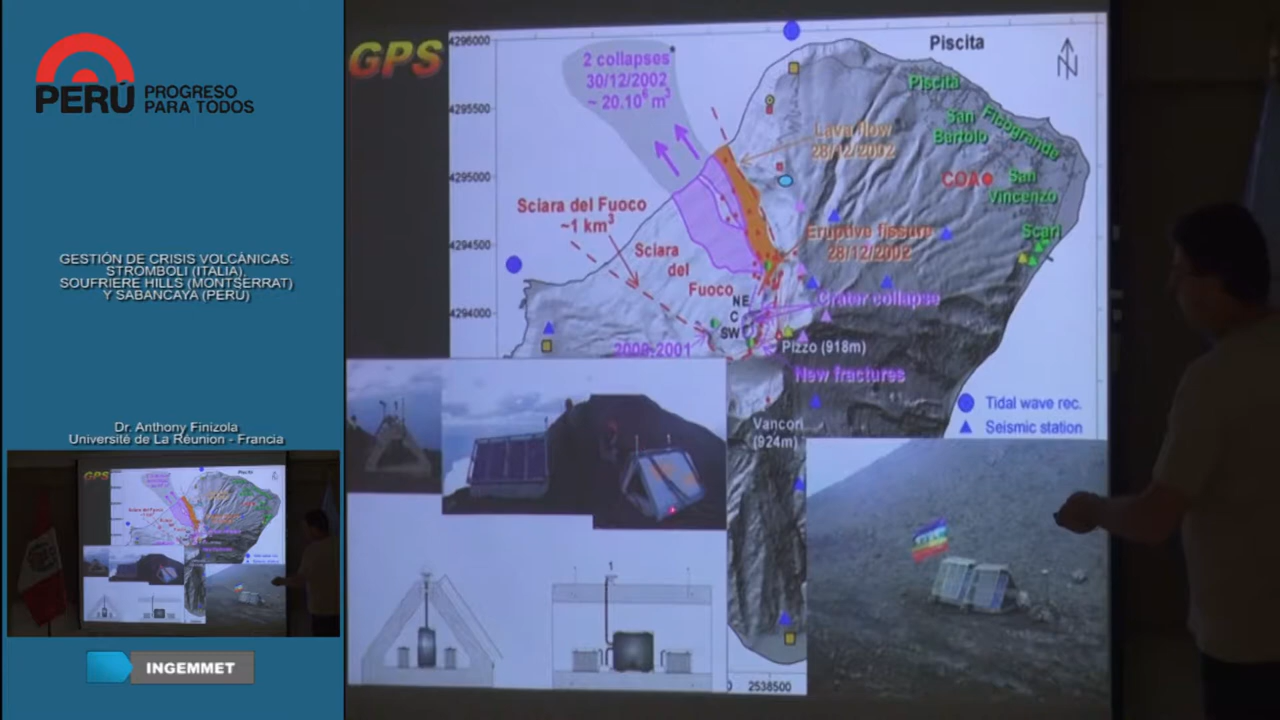 PERÚ
PROGRESO
PARA TODOS
GESTIÓN DE CRISIS VOLCÁNICAS:
STROMBOLI (ITALIA),
SOUFRIERE HILLS (MONTSERRAT)
Y SABANCAYA (PERÚ)
Dr. Anthony Finizola
Université de La Réunion - Francia
INGEMMET
GPS
4296000
4295500
4295000
4294500
4294000
2 collapses
30/12/2002
~ 20.10⁶ m³
Piscita
N
Piscita
San
Bartolo
Ficogrande
Lava flow
28/12/2002
COA
San
Vincenzo
Scari
Sciara del Fuoco
~1 km³
Sciara
del
Fuoco
Eruptive fissure
28/12/2002
NE
C
SW
Crater collapse
2000-2001
Pizzo (918m)
New fractures
Vancori
(924m)
Tidal wave rec.
Seismic station
2538500